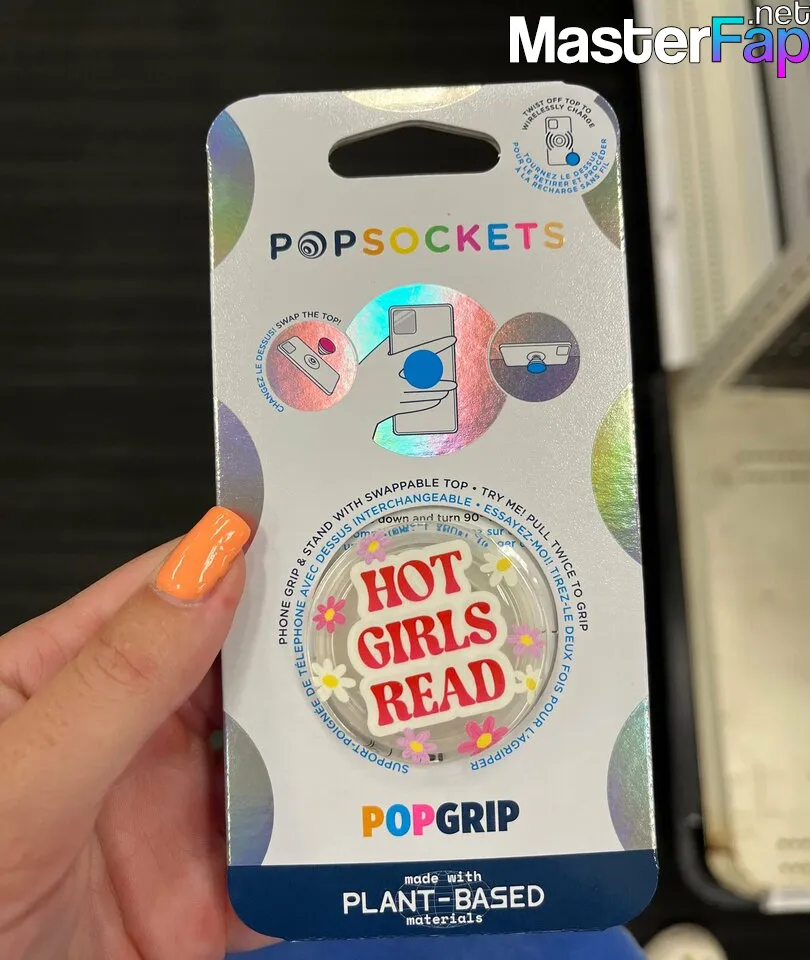 .net
MasterFap
TWIST OFF TOP TO
WIRELESSLY CHARGE
TOURNEZ LE DESSUS
POUR LE RETIRER ET PROCÉDER
À LA RECHARGE SANS FIL
POPSOCKETS
CHANGEZ LE DESSUS! SWAP THE TOP!
PHONE GRIP & STAND WITH SWAPPABLE TOP • TRY ME! PULL TWICE TO GRIP
SUPPORT-POIGNÉE DE TÉLÉPHONE AVEC DESSUS INTERCHANGEABLE • ESSAYEZ-MOI! TIREZ-LE DEUX FOIS POUR L'AGRIPPER
down and turn 90
sur
HOT
GIRLS
READ
POPGRIP
made with
PLANT-BASED
materials